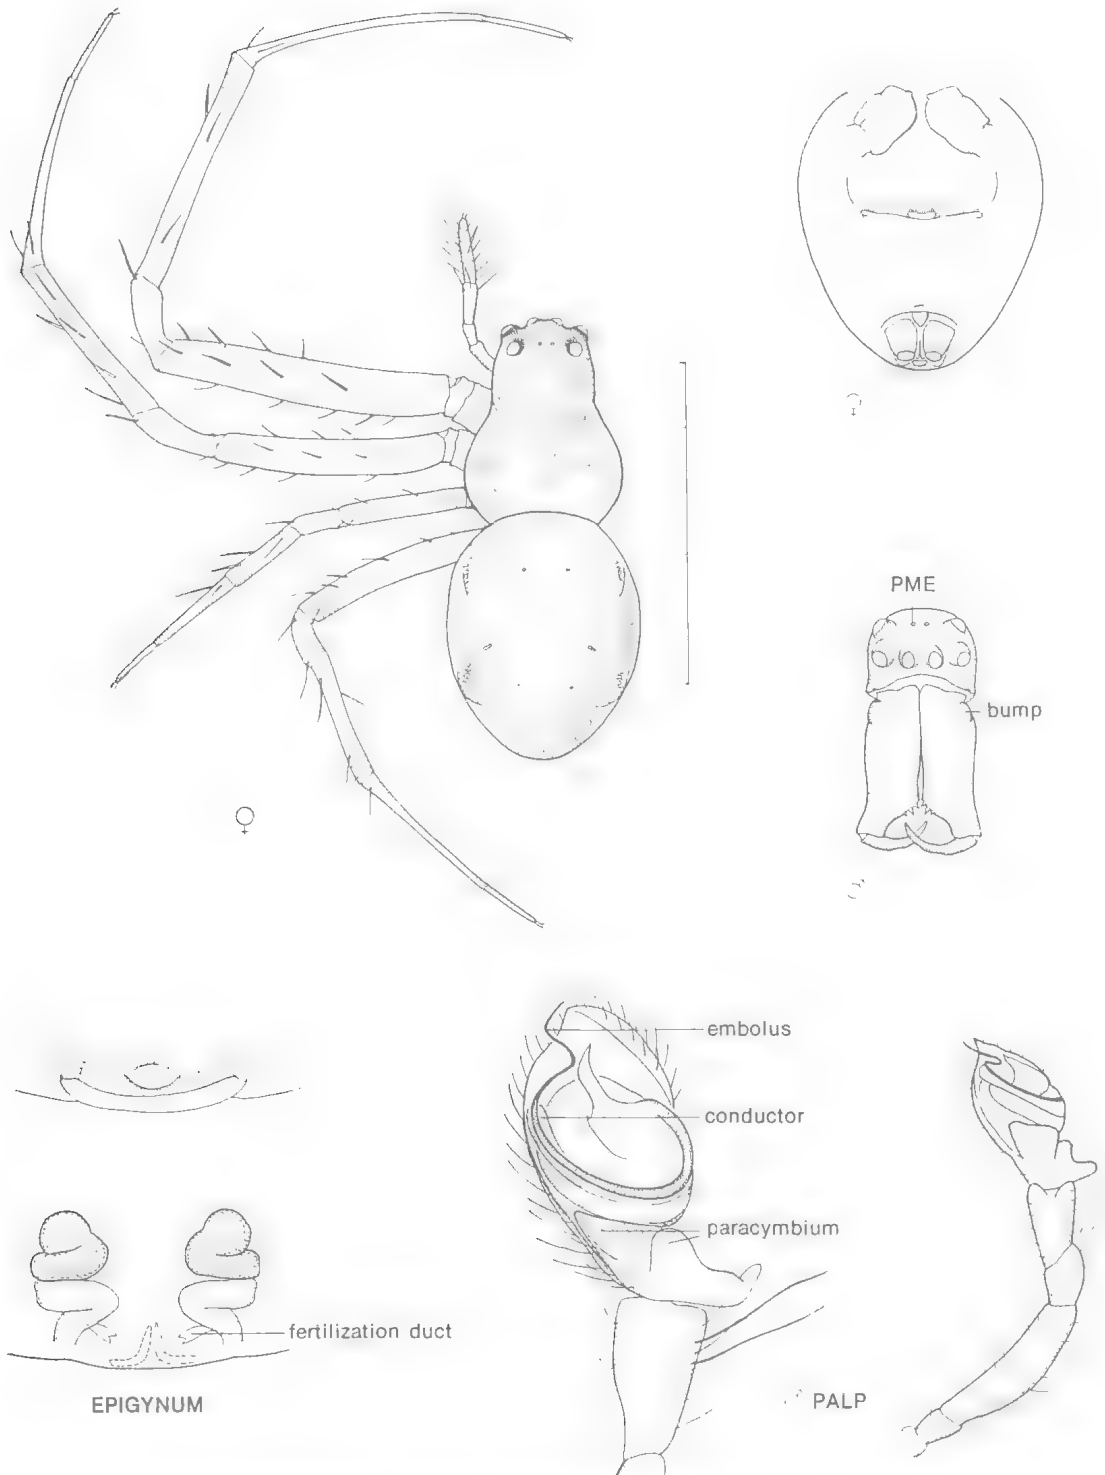 ♀
PME
bump
♀
♂
embolus
conductor
paracymbium
fertilization duct
EPIGYNUM
♂ PALP